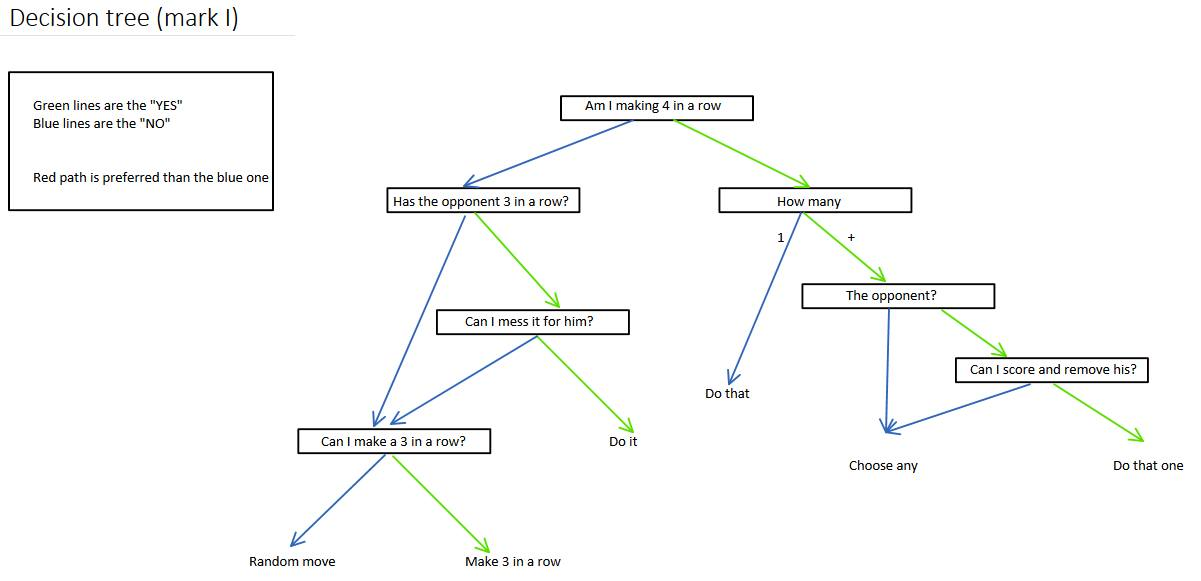 Decision tree (mark I)
Green lines are the "YES"
Blue lines are the "NO"
Red path is preferred than the blue one
Am I making 4 in a row
Has the opponent 3 in a row?
How many
1
+
The opponent?
Can I mess it for him?
Can I score and remove his?
Do that
Can I make a 3 in a row?
Do it
Choose any
Do that one
Random move
Make 3 in a row